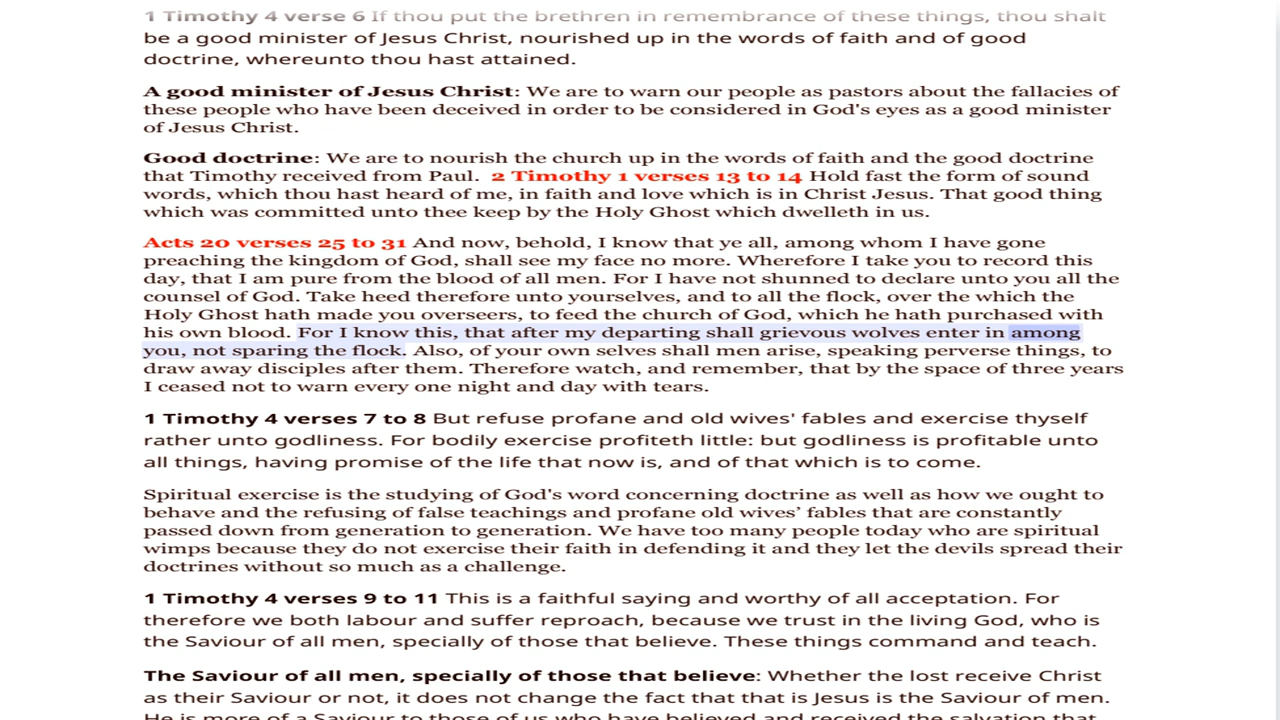 1 Timothy 4 verse 6 If thou put the brethren in remembrance of these things, thou shalt
be a good minister of Jesus Christ, nourished up in the words of faith and of good
doctrine, whereunto thou hast attained.
A good minister of Jesus Christ: We are to warn our people as pastors about the fallacies of
these people who have been deceived in order to be considered in God's eyes as a good minister
of Jesus Christ.
Good doctrine: We are to nourish the church up in the words of faith and the good doctrine
that Timothy received from Paul. 2 Timothy 1 verses 13 to 14 Hold fast the form of sound
words, which thou hast heard of me, in faith and love which is in Christ Jesus. That good thing
which was committed unto thee keep by the Holy Ghost which dwelleth in us.
Acts 20 verses 25 to 31 And now, behold, I know that ye all, among whom I have gone
preaching the kingdom of God, shall see my face no more. Wherefore I take you to record this
day, that I am pure from the blood of all men. For I have not shunned to declare unto you all the
counsel of God. Take heed therefore unto yourselves, and to all the flock, over the which the
Holy Ghost hath made you overseers, to feed the church of God, which he hath purchased with
his own blood. For I know this, that after my departing shall grievous wolves enter in among
you, not sparing the flock. Also, of your own selves shall men arise, speaking perverse things, to
draw away disciples after them. Therefore watch, and remember, that by the space of three years
I ceased not to warn every one night and day with tears.
1 Timothy 4 verses 7 to 8 But refuse profane and old wives' fables and exercise thyself
rather unto godliness. For bodily exercise profiteth little: but godliness is profitable unto
all things, having promise of the life that now is, and of that which is to come.
Spiritual exercise is the studying of God's word concerning doctrine as well as how we ought to
behave and the refusing of false teachings and profane old wives’ fables that are constantly
passed down from generation to generation. We have too many people today who are spiritual
wimps because they do not exercise their faith in defending it and they let the devils spread their
doctrines without so much as a challenge.
1 Timothy 4 verses 9 to 11 This is a faithful saying and worthy of all acceptation. For
therefore we both labour and suffer reproach, because we trust in the living God, who is
the Saviour of all men, specially of those that believe. These things command and teach.
The Saviour of all men, specially of those that believe: Whether the lost receive Christ
as their Saviour or not, it does not change the fact that that is Jesus is the Saviour of men.
He is more of a Saviour to those of us who have believed and received the salvation that